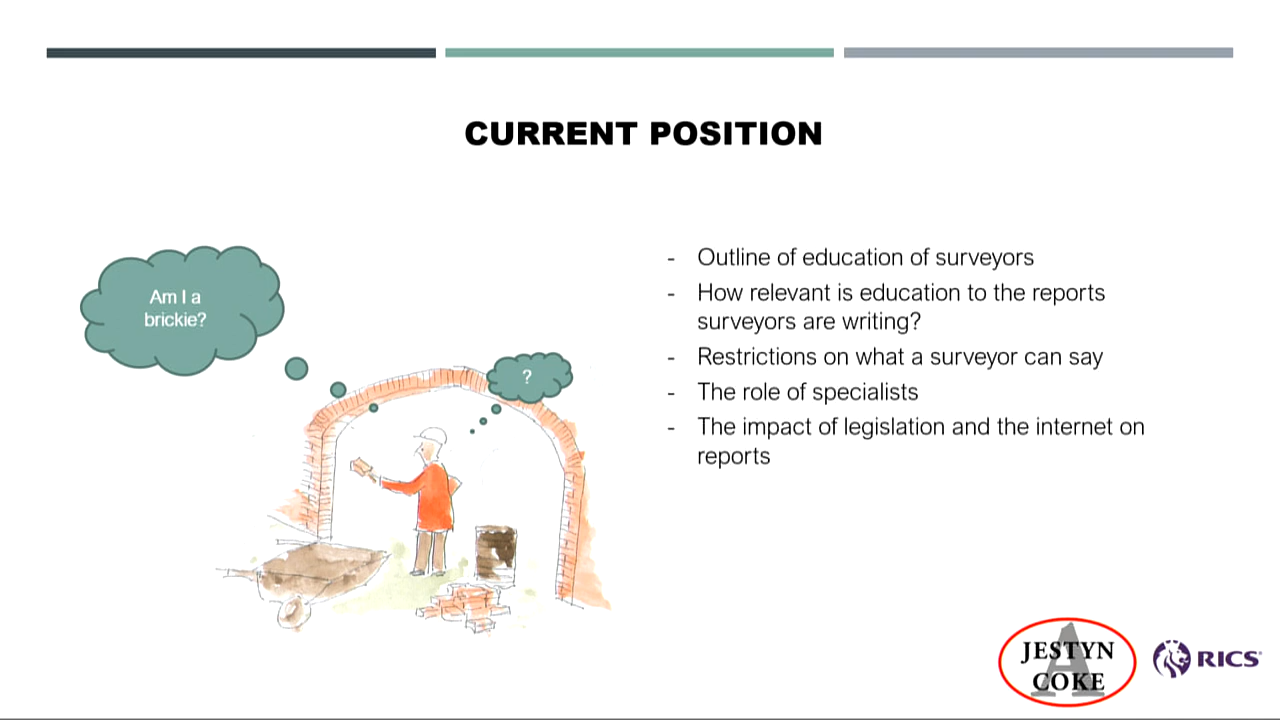 CURRENT POSITION
Am I a
brickie?
?
- Outline of education of surveyors
- How relevant is education to the reports
surveyors are writing?
- Restrictions on what a surveyor can say
- The role of specialists
- The impact of legislation and the internet on
reports
A
JESTYN
COKE
RICS